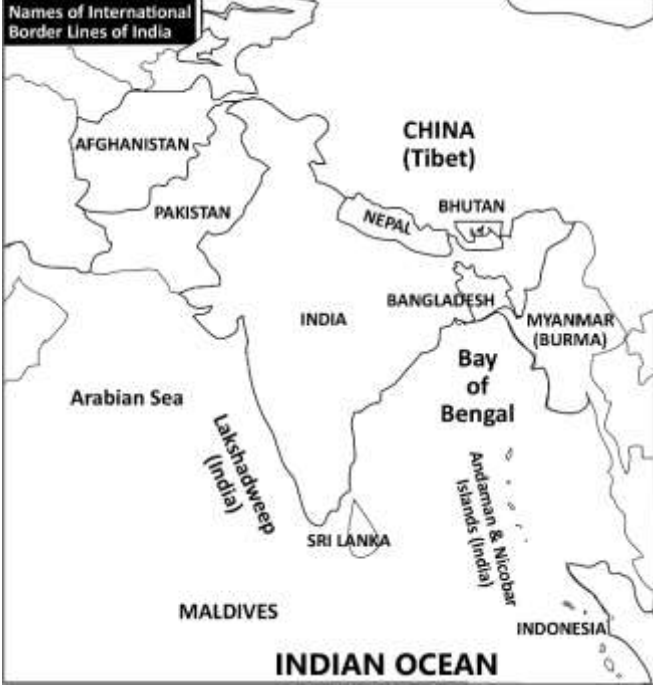 Names of International
Border Lines of India
CHINA
(Tibet)
AFGHANISTAN
PAKISTAN
NEPAL
BHUTAN
INDIA
BANGLADESH
MYANMAR
(BURMA)
Bay
of
Bengal
Arabian Sea
Lakshadweep
(India)
Andaman & Nicobar
Islands (India)
SRI LANKA
MALDIVES
INDONESIA
INDIAN OCEAN